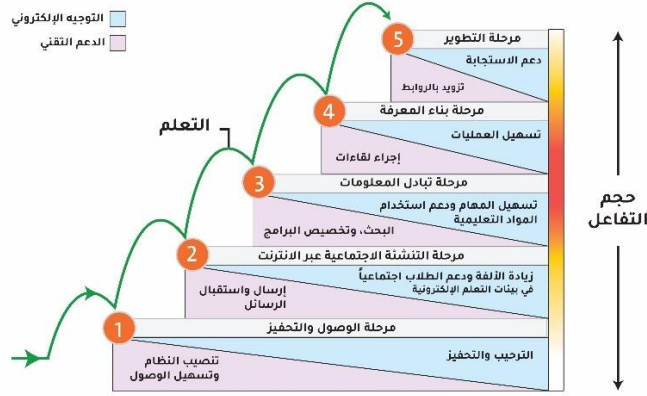 التوجيه الإلكتروني
الدعم التقني
5
مرحلة التطوير
دعم الاستجابة
تزويد بالروابط
4
مرحلة بناء المعرفة
تسهيل العمليات
إجراء لقاءات
التعلم
3
مرحلة تبادل المعلومات
تسهيل المهام ودعم استخدام
المواد التعليمية
البحث، وتخصيص البرامج
2
مرحلة التنشئة الاجتماعية عبر الانترنت
زيادة الألفة ودعم الطلاب اجتماعياً
في بيئات التعلم الإلكترونية
إرسال واستقبال
الرسائل
1
مرحلة الوصول والتحفيز
الترحيب والتحفيز
تنصيب النظام
وتسهيل الوصول
حجم
التفاعل